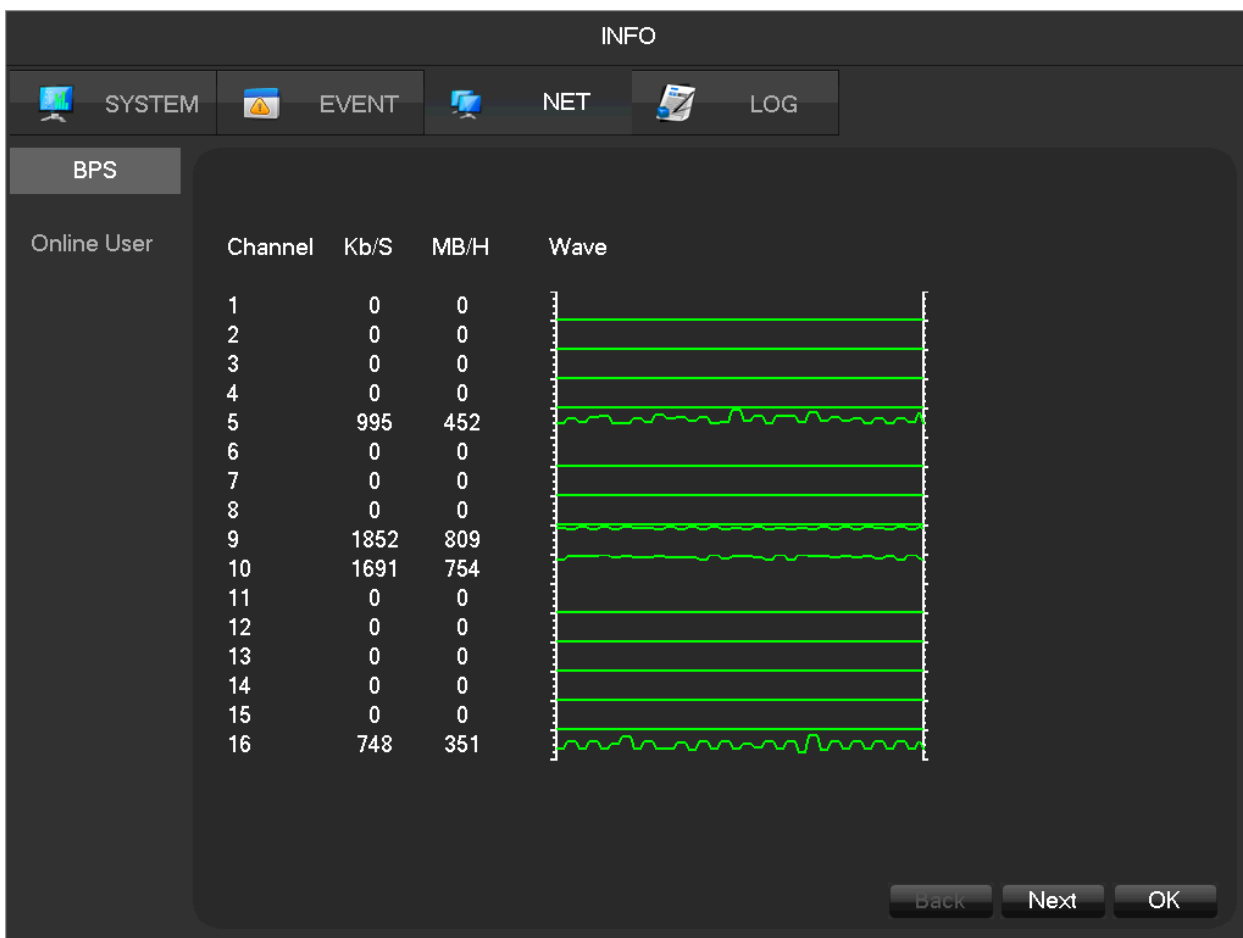 INFO
SYSTEM EVENT NET LOG
BPS
Online User
Channel Kb/S MB/H Wave
1 0 0
2 0 0
3 0 0
4 0 0
5 995 452
6 0 0
7 0 0
8 0 0
9 1852 809
10 1691 754
11 0 0
12 0 0
13 0 0
14 0 0
15 0 0
16 748 351
Back Next OK